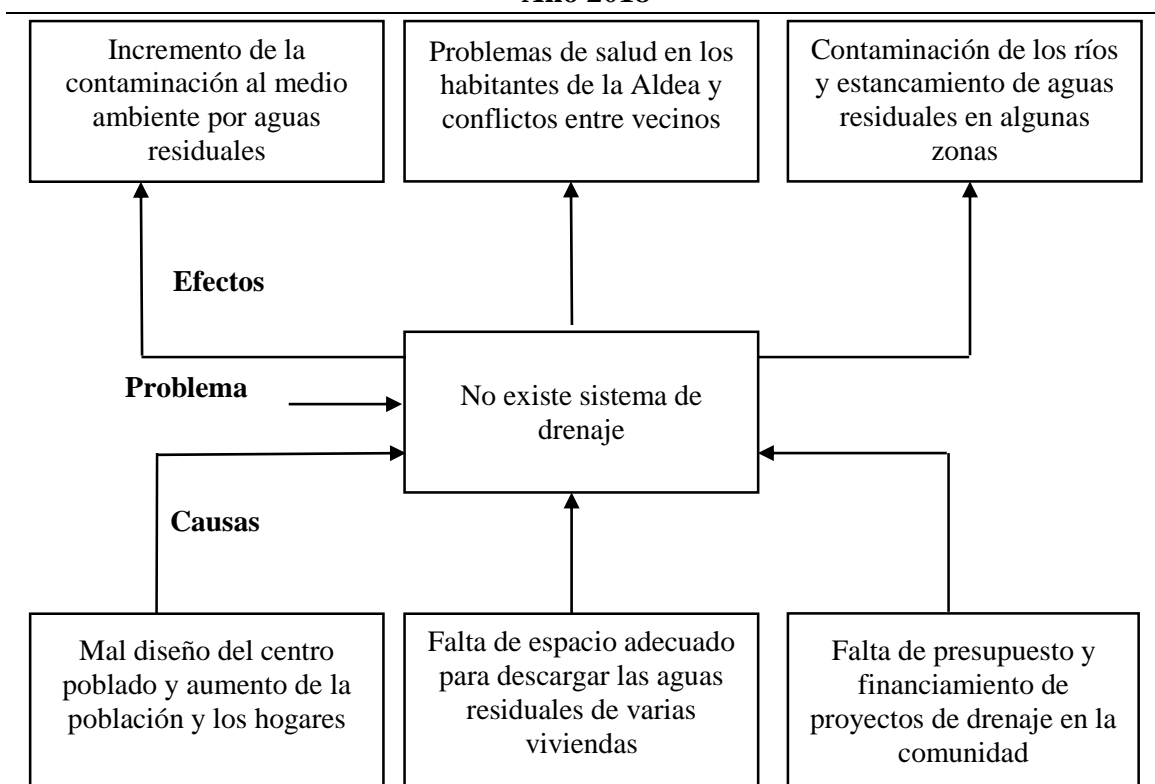 Incremento de la
contaminación al medio
ambiente por aguas
residuales
Problemas de salud en los
habitantes de la Aldea y
conflictos entre vecinos
Contaminación de los ríos
y estancamiento de aguas
residuales en algunas
zonas
Efectos
Problema
No existe sistema de
drenaje
Causas
Mal diseño del centro
poblado y aumento de la
población y los hogares
Falta de espacio adecuado
para descargar las aguas
residuales de varias
viviendas
Falta de presupuesto y
financiamiento de
proyectos de drenaje en la
comunidad